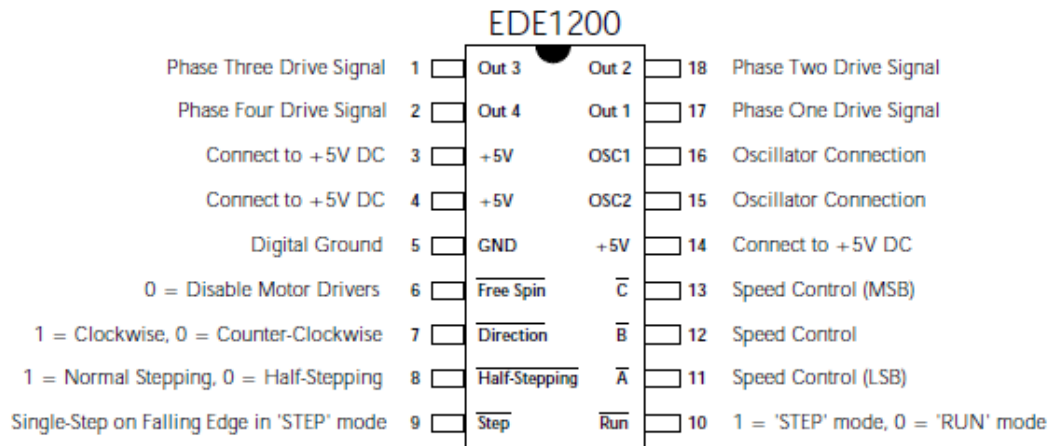 EDE1200
Phase Three Drive Signal 1 Out 3 Out 2 18 Phase Two Drive Signal
Phase Four Drive Signal 2 Out 4 Out 1 17 Phase One Drive Signal
Connect to +5V DC 3 +5V OSC1 16 Oscillator Connection
Connect to +5V DC 4 +5V OSC2 15 Oscillator Connection
Digital Ground 5 GND +5V 14 Connect to +5V DC
0 = Disable Motor Drivers 6 Free Spin C 13 Speed Control (MSB)
1 = Clockwise, 0 = Counter-Clockwise 7 Direction B 12 Speed Control
1 = Normal Stepping, 0 = Half-Stepping 8 Half-Stepping A 11 Speed Control (LSB)
Single-Step on Falling Edge in 'STEP' mode 9 Step Run 10 1 = 'STEP' mode, 0 = 'RUN' mode